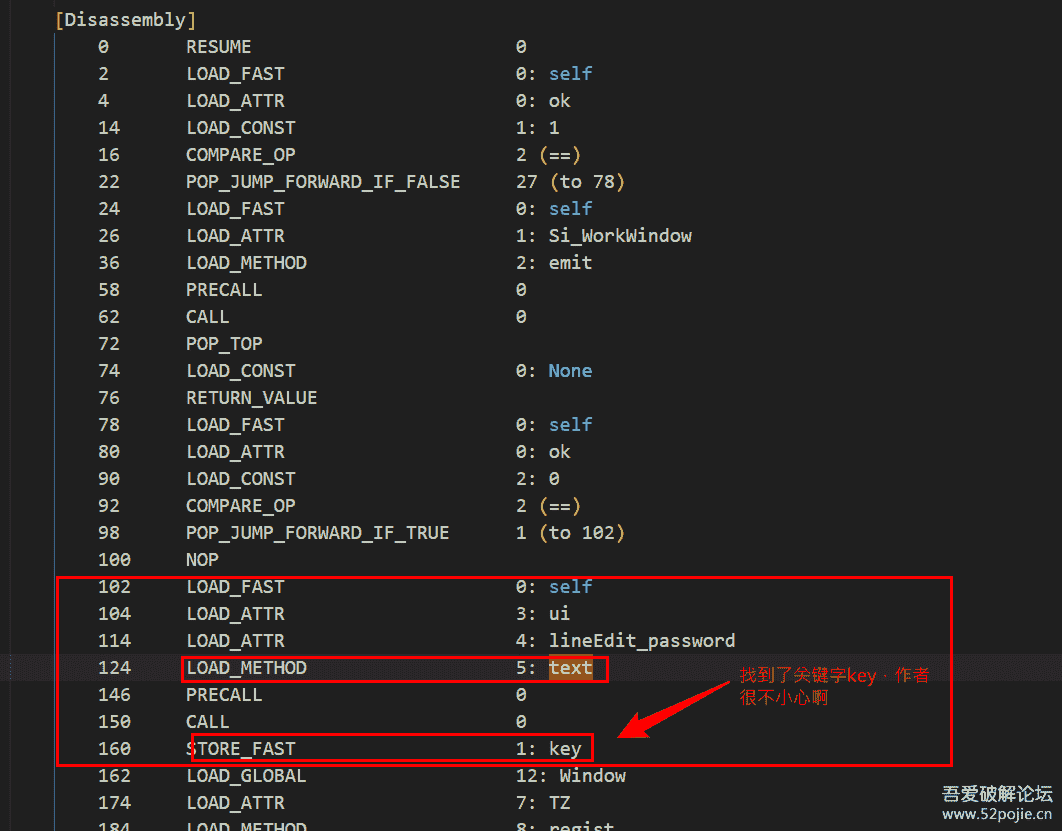 [Disassembly]
0 RESUME 0
2 LOAD_FAST 0: self
4 LOAD_ATTR 0: ok
14 LOAD_CONST 1: 1
16 COMPARE_OP 2 (==)
22 POP_JUMP_FORWARD_IF_FALSE 27 (to 78)
24 LOAD_FAST 0: self
26 LOAD_ATTR 1: Si_WorkWindow
36 LOAD_METHOD 2: emit
58 PRECALL 0
62 CALL 0
72 POP_TOP
74 LOAD_CONST 0: None
76 RETURN_VALUE
78 LOAD_FAST 0: self
80 LOAD_ATTR 0: ok
90 LOAD_CONST 2: 0
92 COMPARE_OP 2 (==)
98 POP_JUMP_FORWARD_IF_TRUE 1 (to 102)
100 NOP
102 LOAD_FAST 0: self
104 LOAD_ATTR 3: ui
114 LOAD_ATTR 4: lineEdit_password
124 LOAD_METHOD 5: text
146 PRECALL 0
150 CALL 0
160 STORE_FAST 1: key
162 LOAD_GLOBAL 12: Window
174 LOAD_ATTR 7: TZ
184 LOAD_METHOD 8: regist
找到了关键字key，作者
很不小心啊
吾爱破解论坛
www.52pojie.cn